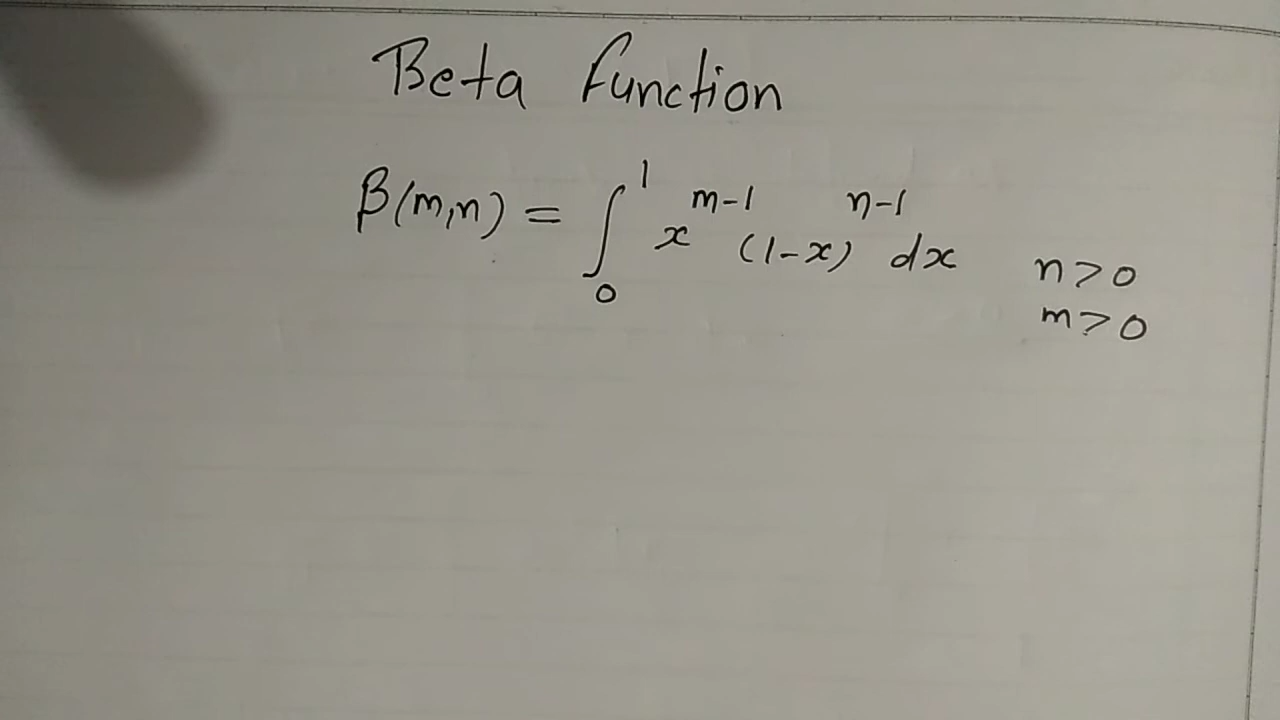 Beta Function
β(m,n) = ∫₀¹ x^{m-1} (1-x)^{n-1} dx n>0
m>0